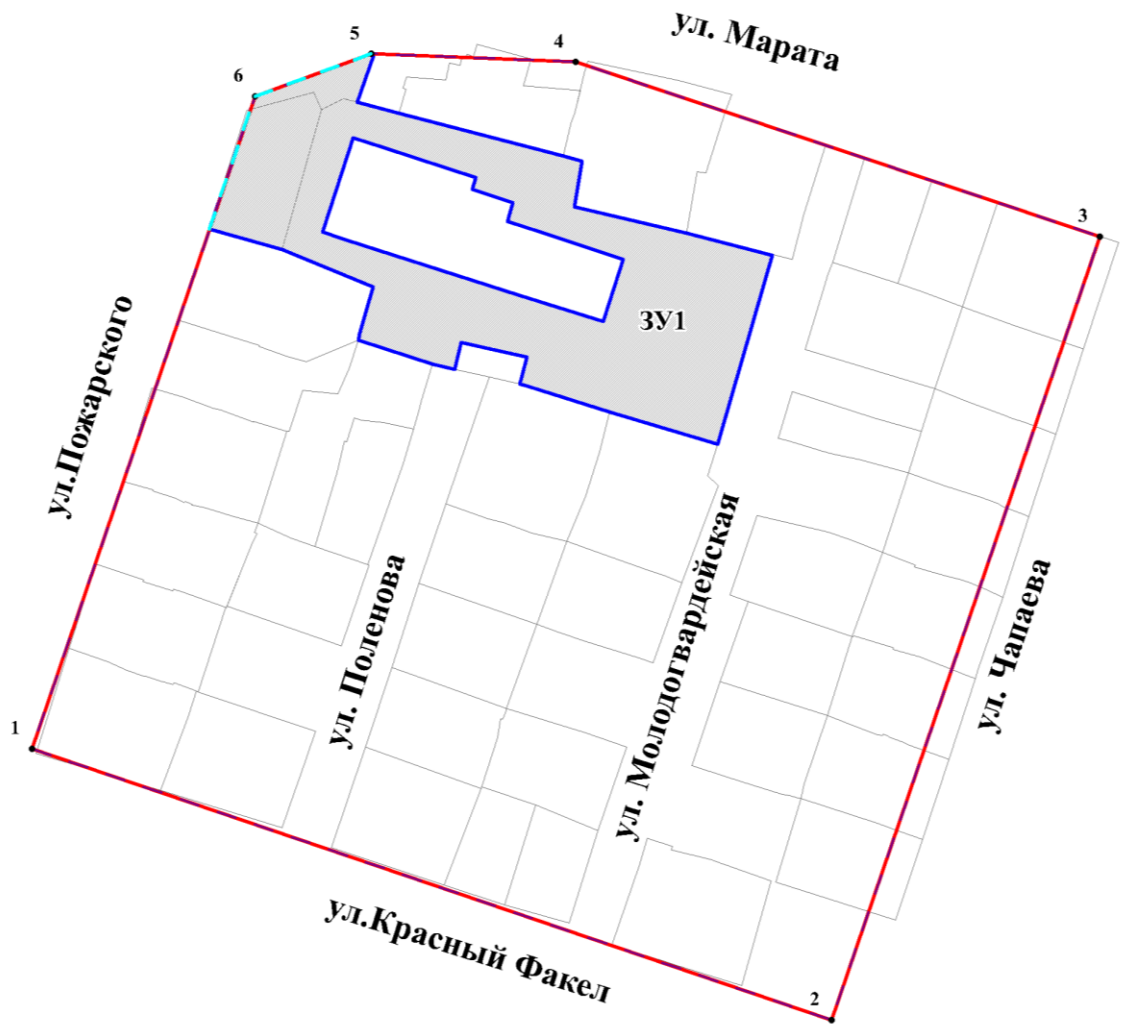 ул. Марата
5
4
6
3
ЗУ1
ул.Пожарского
ул. Поленова
ул. Молодогвардейская
ул. Чапаева
1
ул.Красный Факел
2